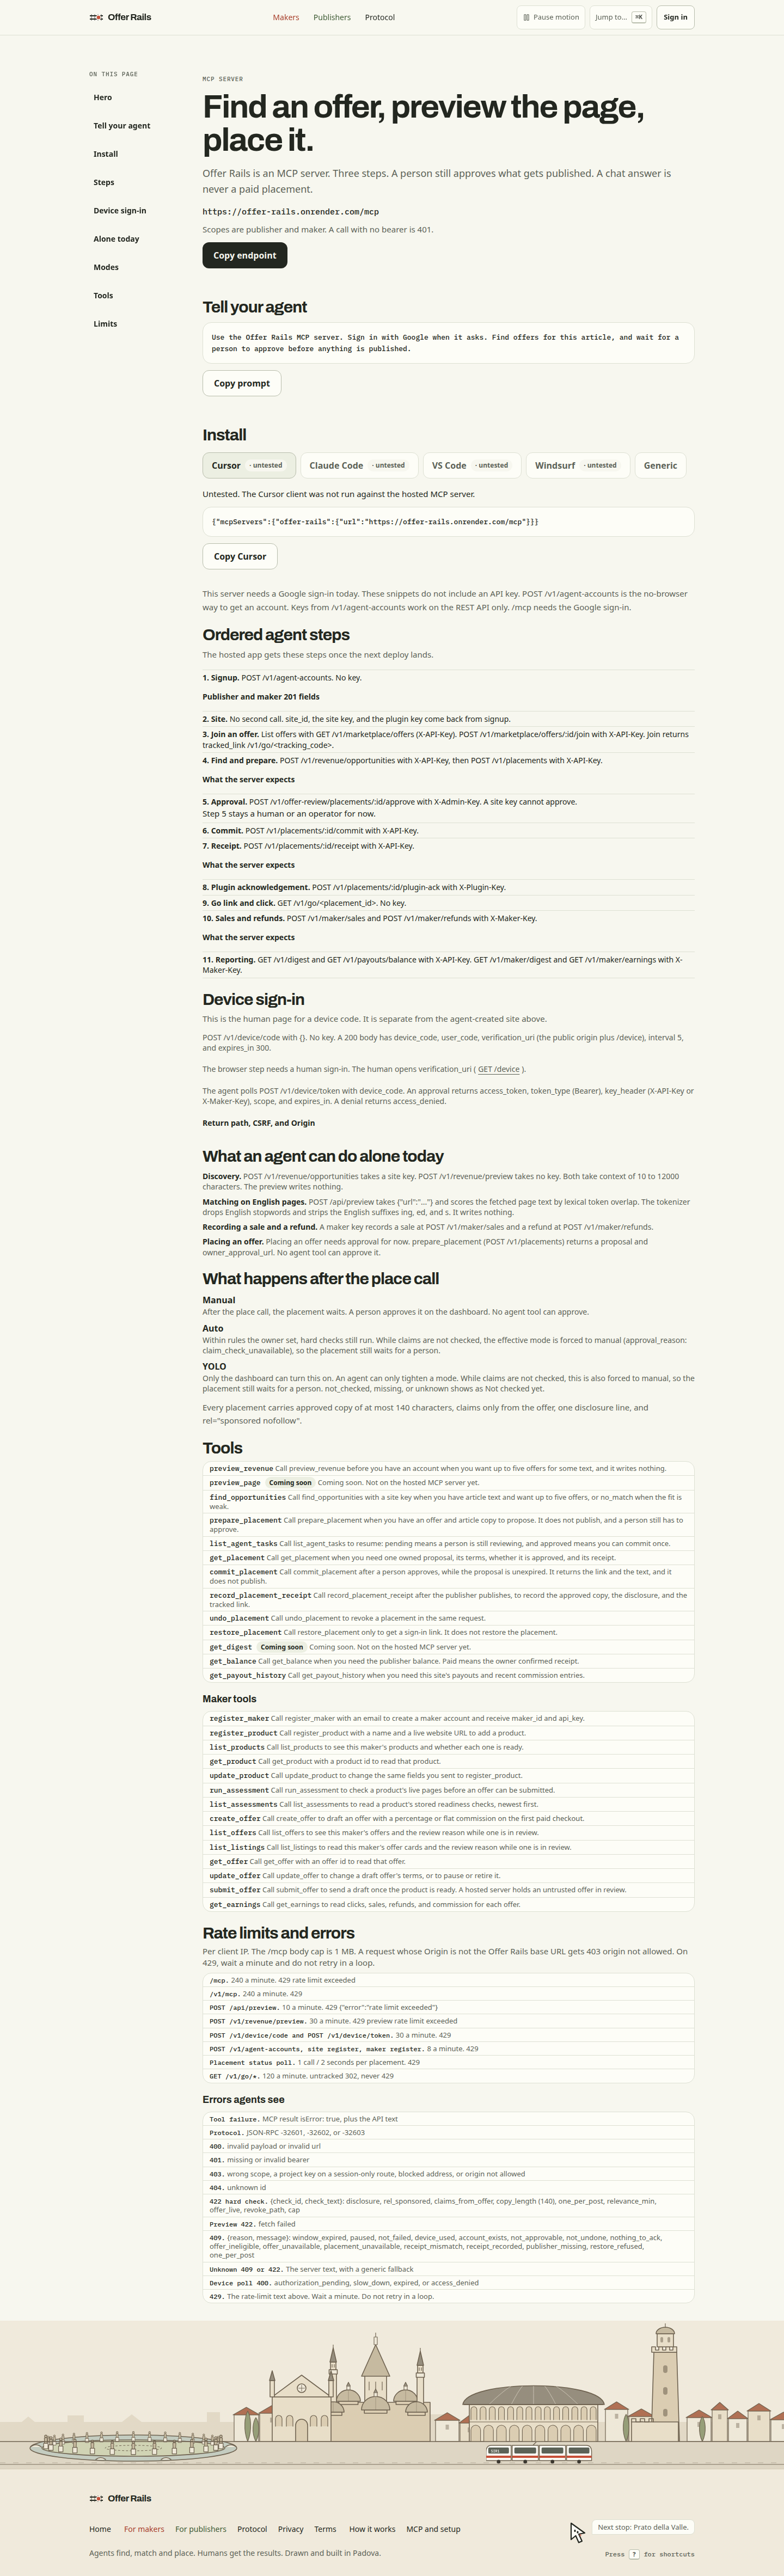 Offer Rails
Makers
Publishers
Protocol
Pause motion
Jump to...
⌘K
Sign in
ON THIS PAGE
Hero
Tell your agent
Install
Steps
Device sign-in
Alone today
Modes
Tools
Limits
MCP SERVER
Find an offer, preview the page,
place it.
Offer Rails is an MCP server. Three steps. A person still approves what gets published. A chat answer is
never a paid placement.
https://offer-rails.onrender.com/mcp
Scopes are publisher and maker. A call with no bearer is 401.
Copy endpoint
Tell your agent
Use the Offer Rails MCP server. Sign in with Google when it asks. Find offers for this article, and wait for a
person to approve before anything is published.
Copy prompt
Install
Cursor · untested
Claude Code · untested
VS Code · untested
Windsurf · untested
Generic
Untested. The Cursor client was not run against the hosted MCP server.
{"mcpServers":{"offer-rails":{"url":"https://offer-rails.onrender.com/mcp"}}}
Copy Cursor
This server needs a Google sign-in today. These snippets do not include an API key. POST /v1/agent-accounts is the no-browser
way to get an account. Keys from /v1/agent-accounts work on the REST API only. /mcp needs the Google sign-in.
Ordered agent steps
The hosted app gets these steps once the next deploy lands.
1. Signup. POST /v1/agent-accounts. No key.
Publisher and maker 201 fields
2. Site. No second call. site_id, the site key, and the plugin key come back from signup.
3. Join an offer. List offers with GET /v1/marketplace/offers (X-API-Key). POST /v1/marketplace/offers/:id/join with X-API-Key. Join returns
tracked_link /v1/go/<tracking_code>.
4. Find and prepare. POST /v1/revenue/opportunities with X-API-Key, then POST /v1/placements with X-API-Key.
What the server expects
5. Approval. POST /v1/offer-review/placements/:id/approve with X-Admin-Key. A site key cannot approve.
Step 5 stays a human or an operator for now.
6. Commit. POST /v1/placements/:id/commit with X-API-Key.
7. Receipt. POST /v1/placements/:id/receipt with X-API-Key.
What the server expects
8. Plugin acknowledgement. POST /v1/placements/:id/plugin-ack with X-Plugin-Key.
9. Go link and click. GET /v1/go/<placement_id>. No key.
10. Sales and refunds. POST /v1/maker/sales and POST /v1/maker/refunds with X-Maker-Key.
What the server expects
11. Reporting. GET /v1/digest and GET /v1/payouts/balance with X-API-Key. GET /v1/maker/digest and GET /v1/maker/earnings with X-
Maker-Key.
Device sign-in
This is the human page for a device code. It is separate from the agent-created site above.
POST /v1/device/code with {}. No key. A 200 body has device_code, user_code, verification_uri (the public origin plus /device), interval 5,
and expires_in 300.
The browser step needs a human sign-in. The human opens verification_uri ( GET /device ).
The agent polls POST /v1/device/token with device_code. An approval returns access_token, token_type (Bearer), key_header (X-API-Key or
X-Maker-Key), scope, and expires_in. A denial returns access_denied.
Return path, CSRF, and Origin
What an agent can do alone today
Discovery. POST /v1/revenue/opportunities takes a site key. POST /v1/revenue/preview takes no key. Both take context of 10 to 12000
characters. The preview writes nothing.
Matching on English pages. POST /api/preview takes {"url":"..."} and scores the fetched page text by lexical token overlap. The tokenizer
drops English stopwords and strips the English suffixes ing, ed, and s. It writes nothing.
Recording a sale and a refund. A maker key records a sale at POST /v1/maker/sales and a refund at POST /v1/maker/refunds.
Placing an offer. Placing an offer needs approval for now. prepare_placement (POST /v1/placements) returns a proposal and
owner_approval_url. No agent tool can approve it.
What happens after the place call
Manual
After the place call, the placement waits. A person approves it on the dashboard. No agent tool can approve.
Auto
Within rules the owner set, hard checks still run. While claims are not checked, the effective mode is forced to manual (approval_reason:
claim_check_unavailable), so the placement still waits for a person.
YOLO
Only the dashboard can turn this on. An agent can only tighten a mode. While claims are not checked, this is also forced to manual, so the
placement still waits for a person. not_checked, missing, or unknown shows as Not checked yet.
Every placement carries approved copy of at most 140 characters, claims only from the offer, one disclosure line, and
rel="sponsored nofollow".
Tools
preview_revenue Call preview_revenue before you have an account when you want up to five offers for some text, and it writes nothing.
preview_page Coming soon Coming soon. Not on the hosted MCP server yet.
find_opportunities Call find_opportunities with a site key when you have article text and want up to five offers, or no_match when the fit is
weak.
prepare_placement Call prepare_placement when you have an offer and article copy to propose. It does not publish, and a person still has to
approve.
list_agent_tasks Call list_agent_tasks to resume: pending means a person is still reviewing, and approved means you can commit once.
get_placement Call get_placement when you need one owned proposal, its terms, whether it is approved, and its receipt.
commit_placement Call commit_placement after a person approves, while the proposal is unexpired. It returns the link and the text, and it
does not publish.
record_placement_receipt Call record_placement_receipt after the publisher publishes, to record the approved copy, the disclosure, and the
tracked link.
undo_placement Call undo_placement to revoke a placement in the same request.
restore_placement Call restore_placement only to get a sign-in link. It does not restore the placement.
get_digest Coming soon Coming soon. Not on the hosted MCP server yet.
get_balance Call get_balance when you need the publisher balance. Paid means the owner confirmed receipt.
get_payout_history Call get_payout_history when you need this site's payouts and recent commission entries.
Maker tools
register_maker Call register_maker with an email to create a maker account and receive maker_id and api_key.
register_product Call register_product with a name and a live website URL to add a product.
list_products Call list_products to see this maker's products and whether each one is ready.
get_product Call get_product with a product id to read that product.
update_product Call update_product to change the same fields you sent to register_product.
run_assessment Call run_assessment to check a product's live pages before an offer can be submitted.
list_assessments Call list_assessments to read a product's stored readiness checks, newest first.
create_offer Call create_offer to draft an offer with a percentage or flat commission on the first paid checkout.
list_offers Call list_offers to see this maker's offers and the review reason while one is in review.
list_listings Call list_listings to read this maker's offer cards and the review reason while one is in review.
get_offer Call get_offer with an offer id to read that offer.
update_offer Call update_offer to change a draft offer's terms, or to pause or retire it.
submit_offer Call submit_offer to send a draft once the product is ready. A hosted server holds an untrusted offer in review.
get_earnings Call get_earnings to read clicks, sales, refunds, and commission for each offer.
Rate limits and errors
Per client IP. The /mcp body cap is 1 MB. A request whose Origin is not the Offer Rails base URL gets 403 origin not allowed. On
429, wait a minute and do not retry in a loop.
/mcp. 240 a minute. 429 rate limit exceeded
/v1/mcp. 240 a minute. 429
POST /api/preview. 10 a minute. 429 {"error":"rate limit exceeded"}
POST /v1/revenue/preview. 30 a minute. 429 preview rate limit exceeded
POST /v1/device/code and POST /v1/device/token. 30 a minute. 429
POST /v1/agent-accounts, site register, maker register. 8 a minute. 429
Placement status poll. 1 call / 2 seconds per placement. 429
GET /v1/go/*. 120 a minute. untracked 302, never 429
Errors agents see
Tool failure. MCP result isError: true, plus the API text
Protocol. JSON-RPC -32601, -32602, or -32603
400. invalid payload or invalid url
401. missing or invalid bearer
403. wrong scope, a project key on a session-only route, blocked address, or origin not allowed
404. unknown id
422 hard check. {check_id, check_text}: disclosure, rel_sponsored, claims_from_offer, copy_length (140), one_per_post, relevance_min,
offer_live, revoke_path, cap
Preview 422. fetch failed
409. {reason, message}: window_expired, paused, not_failed, device_used, account_exists, not_approvable, not_undone, nothing_to_ack,
offer_ineligible, offer_unavailable, placement_unavailable, receipt_mismatch, receipt_recorded, publisher_missing, restore_refused,
one_per_post
Unknown 409 or 422. The server text, with a generic fallback
Device poll 400. authorization_pending, slow_down, expired, or access_denied
429. The rate-limit text above. Wait a minute. Do not retry in a loop.
Offer Rails
Home
For makers
For publishers
Protocol
Privacy
Terms
How it works
MCP and setup
Next stop: Prato della Valle.
Agents find, match, and place. Humans get the results. Drawn and built in Padova.
Press ? for shortcuts